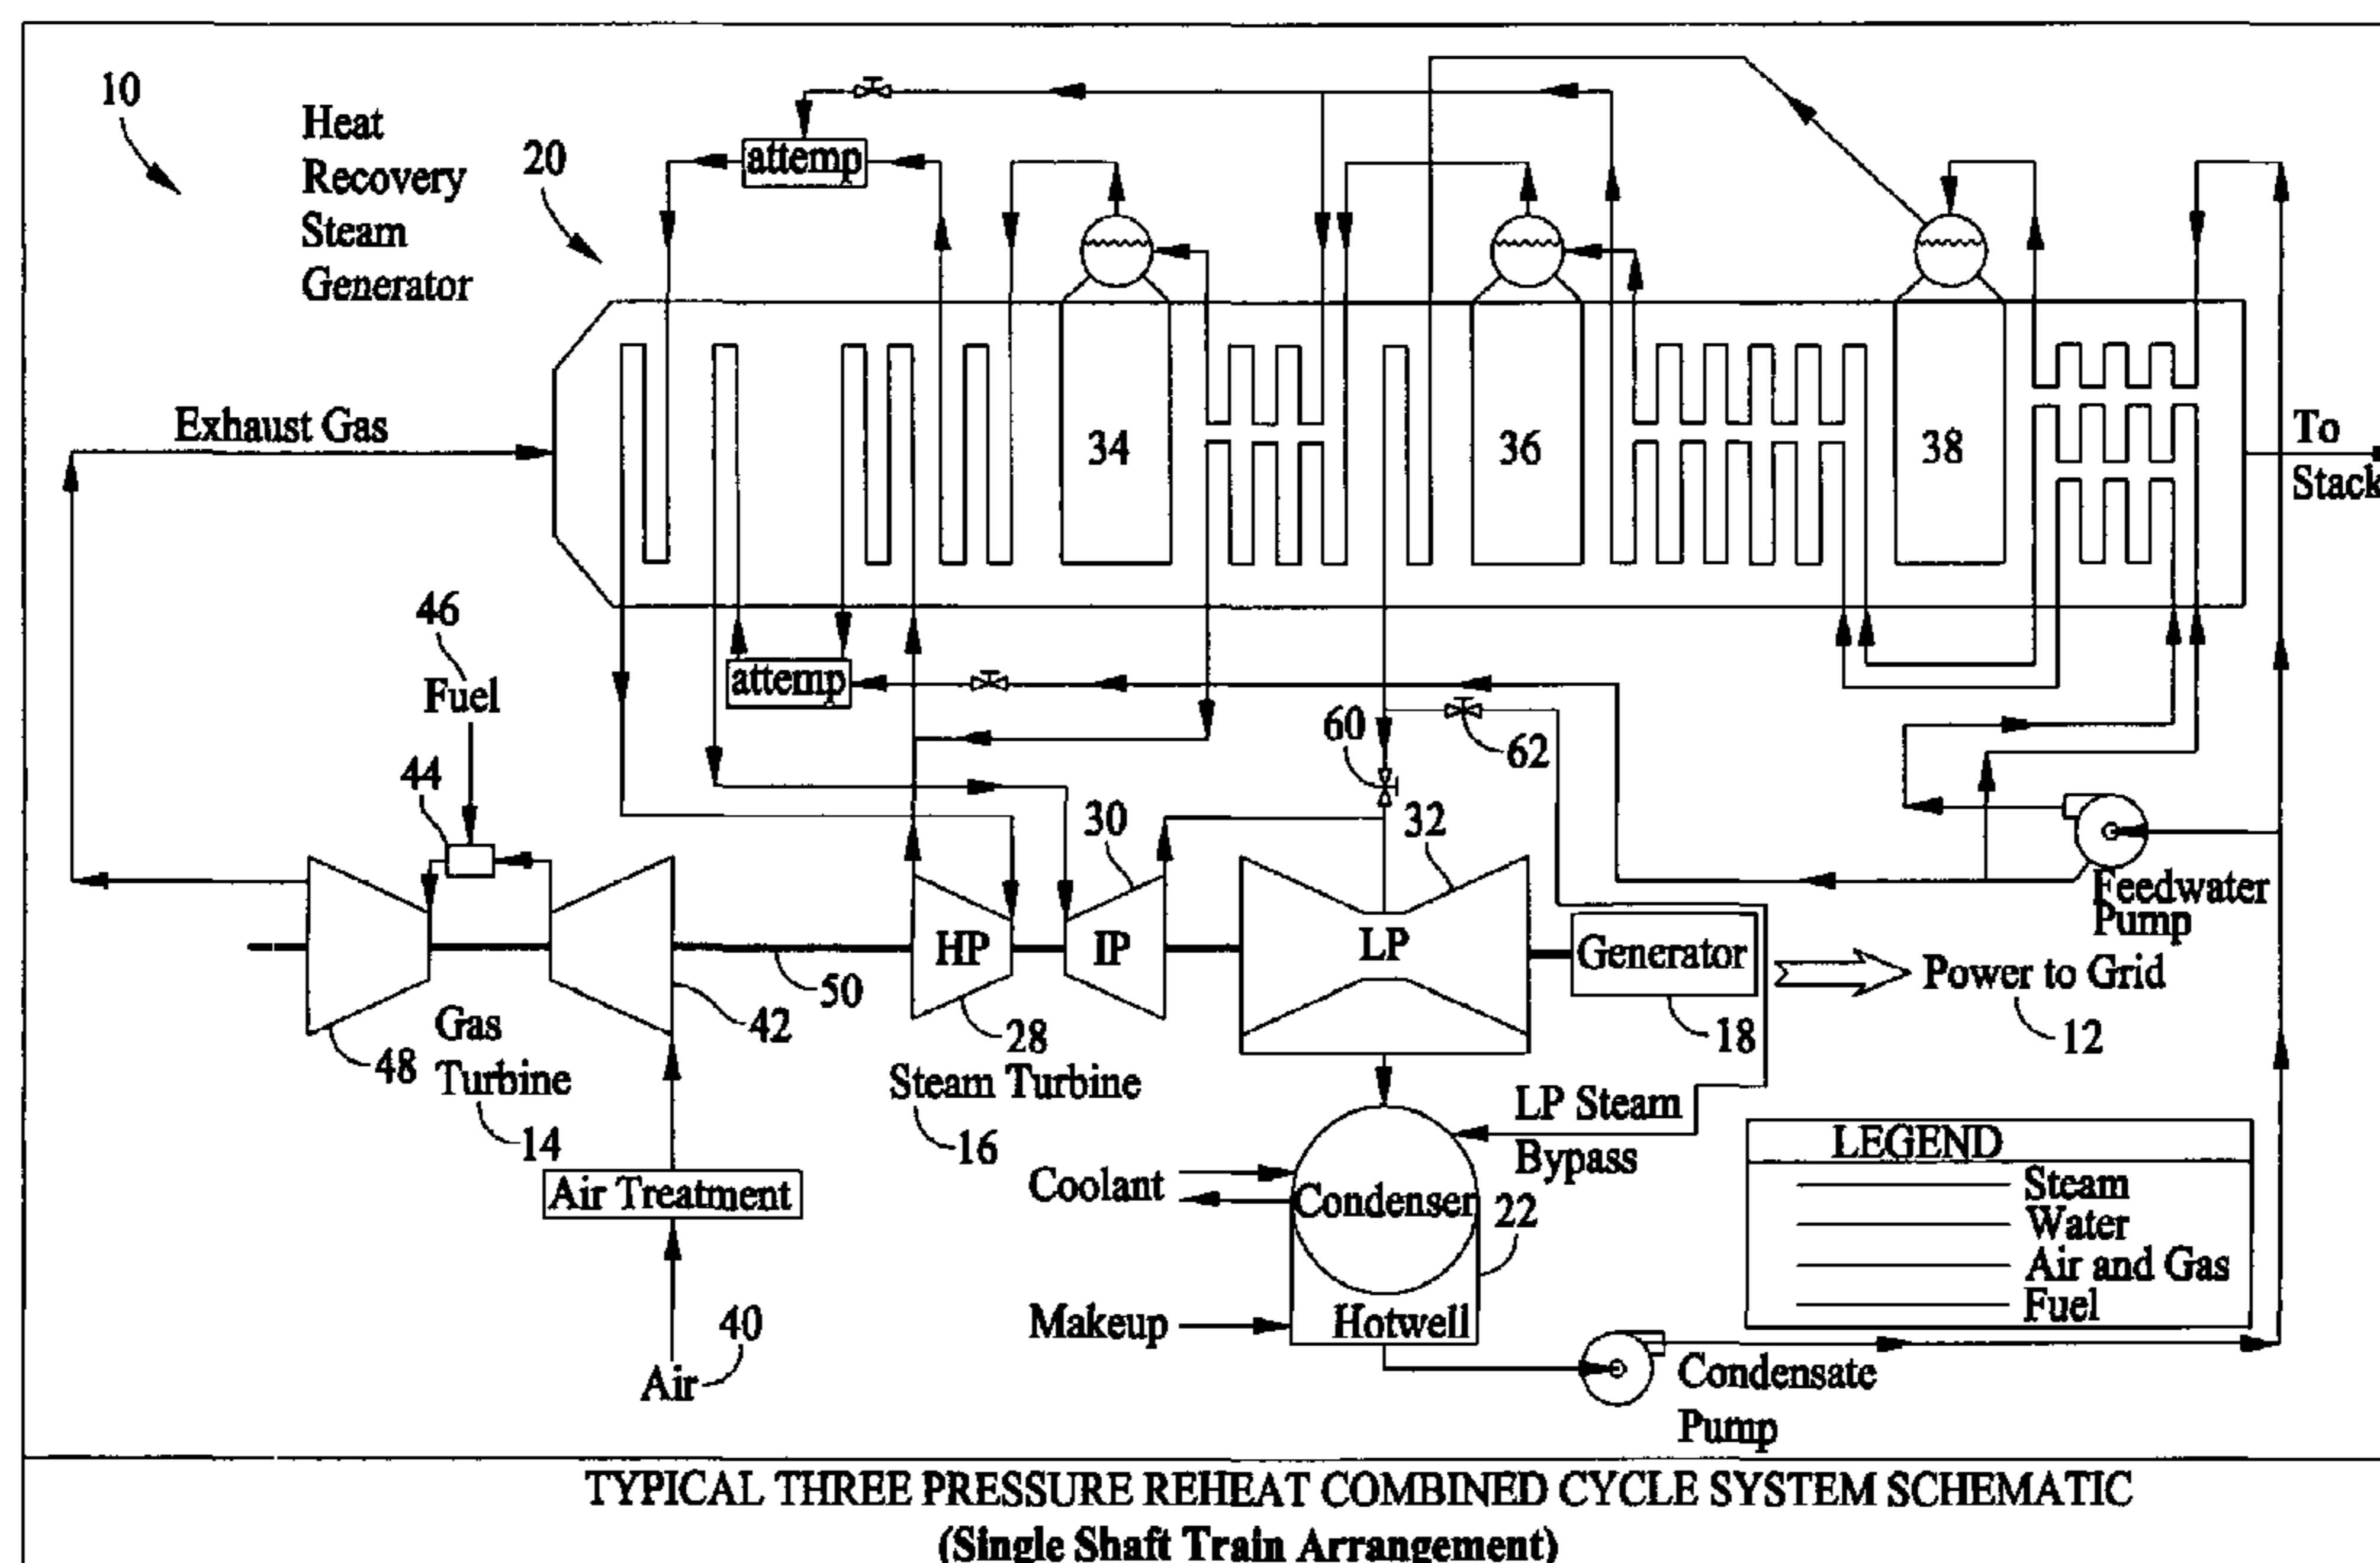 10
Heat
Recovery
Steam
Generator
20
attemp
34
36
38
Exhaust Gas
To
Stack
46
Fuel
attemp
60
62
44
30
32
Feedwater
Pump
HP
IP
LP
Generator
50
42
28
18
Power to Grid
12
48
Gas
Turbine
14
Steam Turbine
16
LP Steam
Bypass
Air Treatment
Coolant
Condenser
22
LEGEND
Steam
Water
Air and Gas
Fuel
Makeup
Hotwell
40
Air
Condensate
Pump
TYPICAL THREE PRESSURE REHEAT COMBINED CYCLE SYSTEM SCHEMATIC
(Single Shaft Train Arrangement)